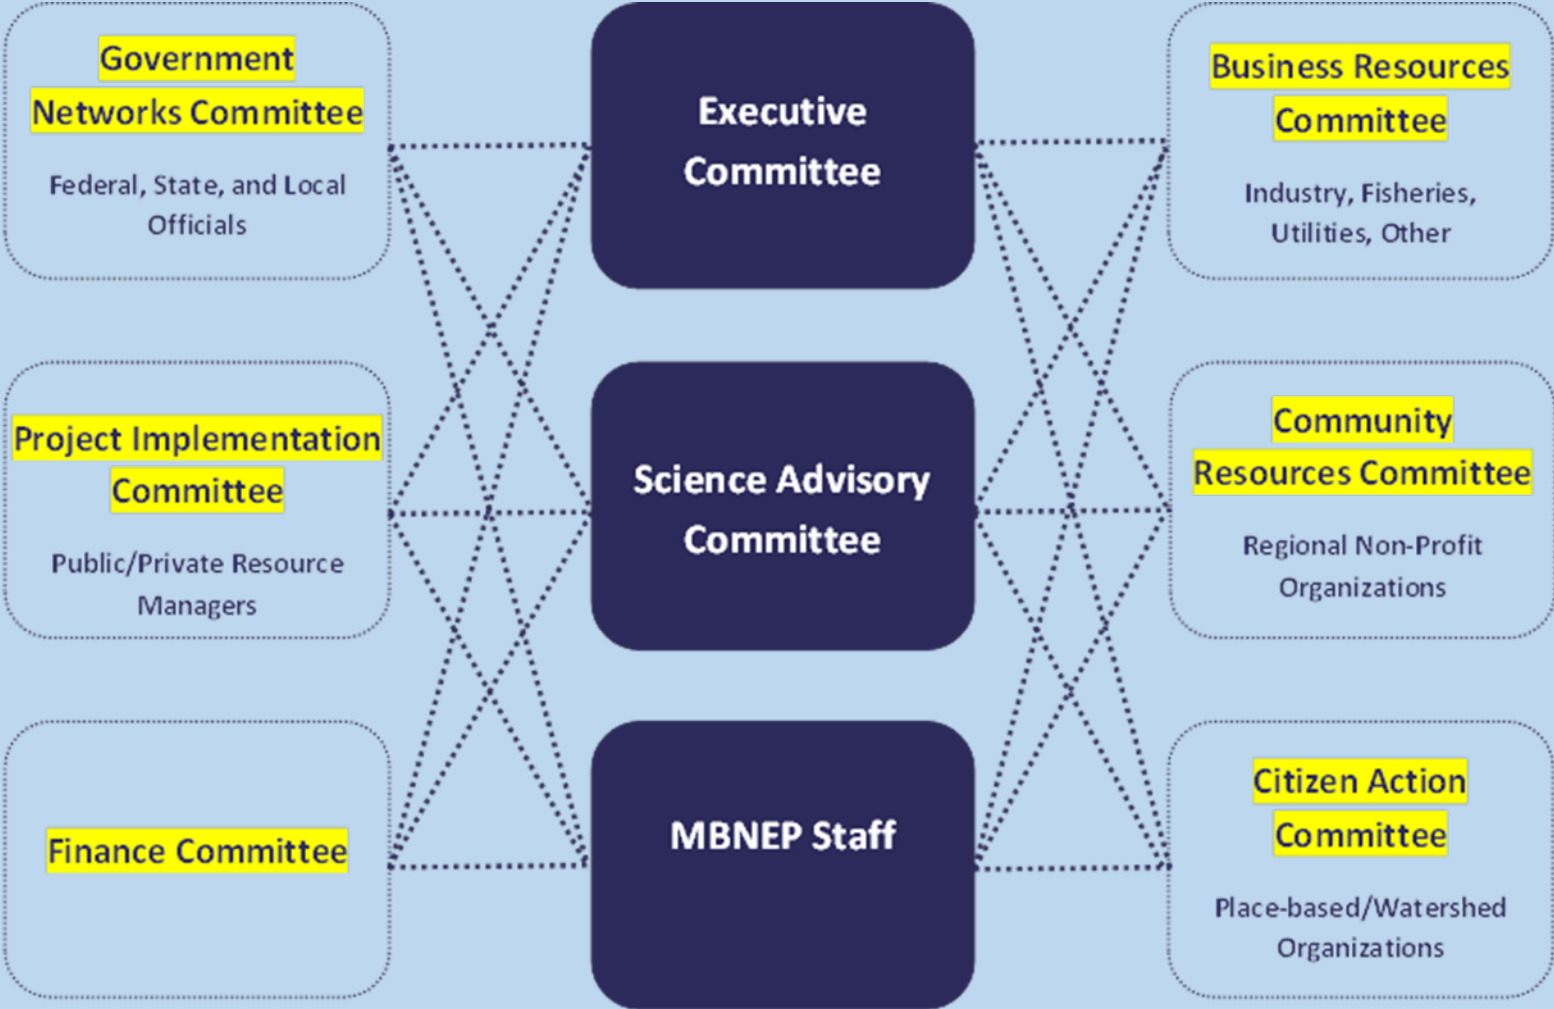 Government
Networks Committee
Federal, State, and Local
Officials
Executive
Committee
Business Resources
Committee
Industry, Fisheries,
Utilities, Other
Project Implementation
Committee
Public/Private Resource
Managers
Science Advisory
Committee
Community
Resources Committee
Regional Non-Profit
Organizations
Finance Committee
MBNEP Staff
Citizen Action
Committee
Place-based/Watershed
Organizations